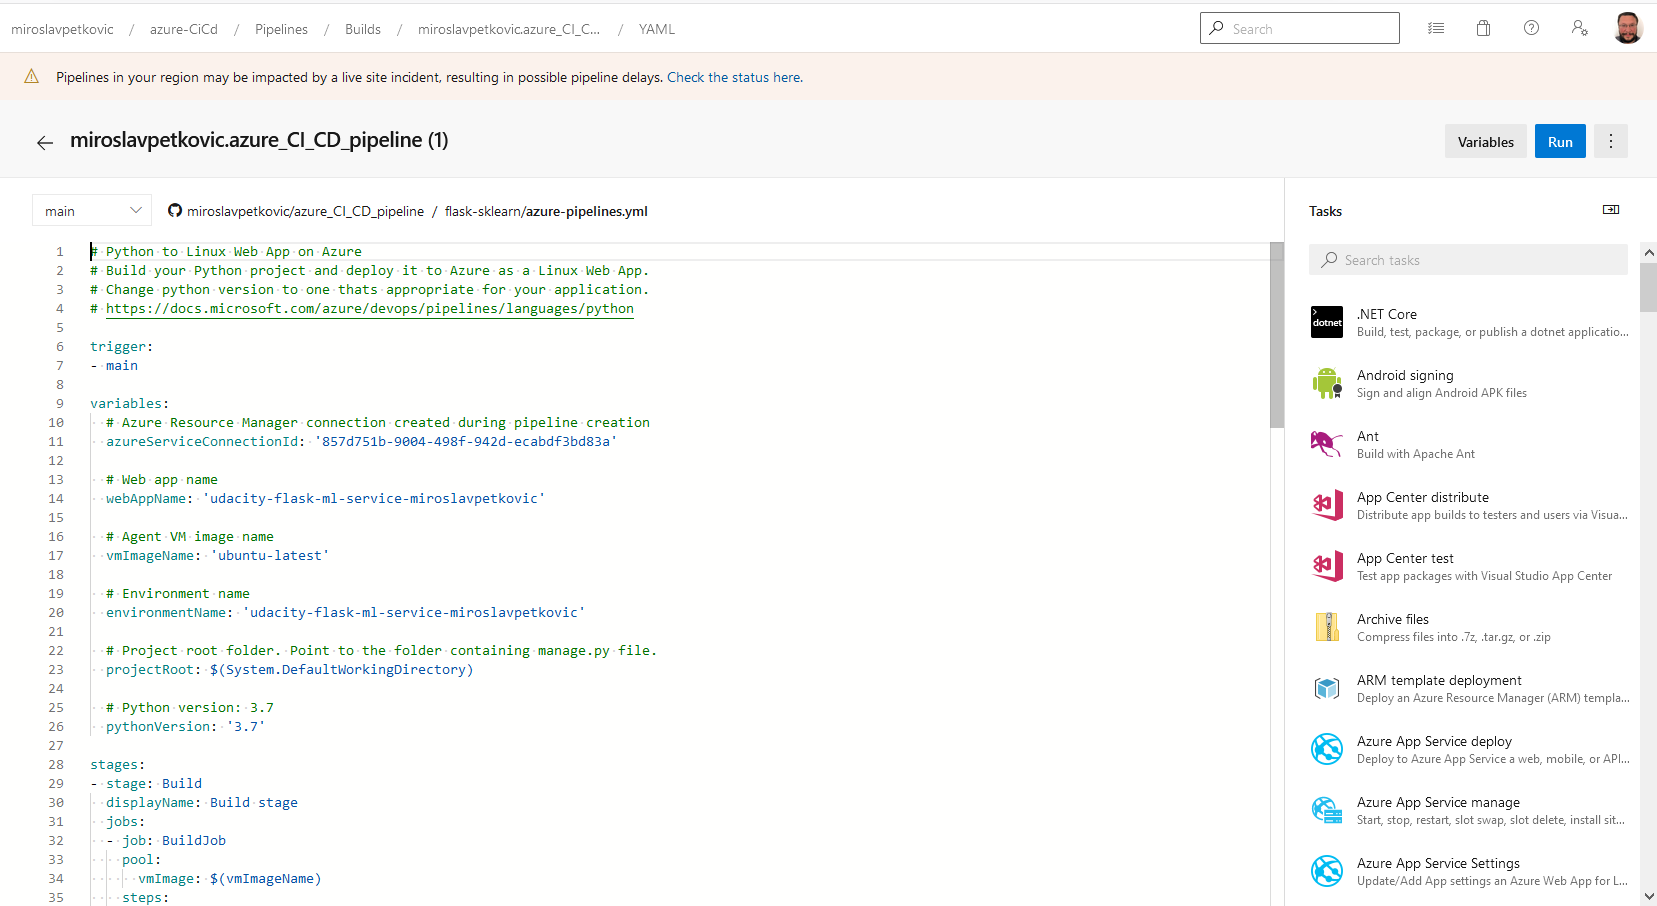 miroslavpetkovic / azure-CiCd / Pipelines / Builds / miroslavpetkovic.azure_CI_C... / YAML
Search
Pipelines in your region may be impacted by a live site incident, resulting in possible pipeline delays. Check the status here.
miroslavpetkovic.azure_CI_CD_pipeline (1)
Variables
Run
main
miroslavpetkovic/azure_CI_CD_pipeline / flask-sklearn/azure-pipelines.yml
1 # Python to Linux Web App on Azure
2 # Build your Python project and deploy it to Azure as a Linux Web App.
3 # Change python version to one thats appropriate for your application.
4 # https://docs.microsoft.com/azure/devops/pipelines/languages/python
5
6 trigger:
7 - main
8
9 variables:
10   # Azure Resource Manager connection created during pipeline creation
11   azureServiceConnectionId: '857d751b-9004-498f-942d-ecabdf3bd83a'
12
13   # Web app name
14   webAppName: 'udacity-flask-ml-service-miroslavpetkovic'
15
16   # Agent VM image name
17   vmImageName: 'ubuntu-latest'
18
19   # Environment name
20   environmentName: 'udacity-flask-ml-service-miroslavpetkovic'
21
22   # Project root folder. Point to the folder containing manage.py file.
23   projectRoot: $(System.DefaultWorkingDirectory)
24
25   # Python version: 3.7
26   pythonVersion: '3.7'
27
28 stages:
29 - stage: Build
30   displayName: Build stage
31   jobs:
32   - job: BuildJob
33     pool:
34       vmImage: $(vmImageName)
35     steps:
Tasks
Search tasks
dotnet
.NET Core
Build, test, package, or publish a dotnet applicatio...
Android signing
Sign and align Android APK files
Ant
Build with Apache Ant
App Center distribute
Distribute app builds to testers and users via Visua...
App Center test
Test app packages with Visual Studio App Center
Archive files
Compress files into .7z, .tar.gz, or .zip
ARM template deployment
Deploy an Azure Resource Manager (ARM) templa...
Azure App Service deploy
Deploy to Azure App Service a web, mobile, or API...
Azure App Service manage
Start, stop, restart, slot swap, slot delete, install sit...
Azure App Service Settings
Update/Add App settings an Azure Web App for L...